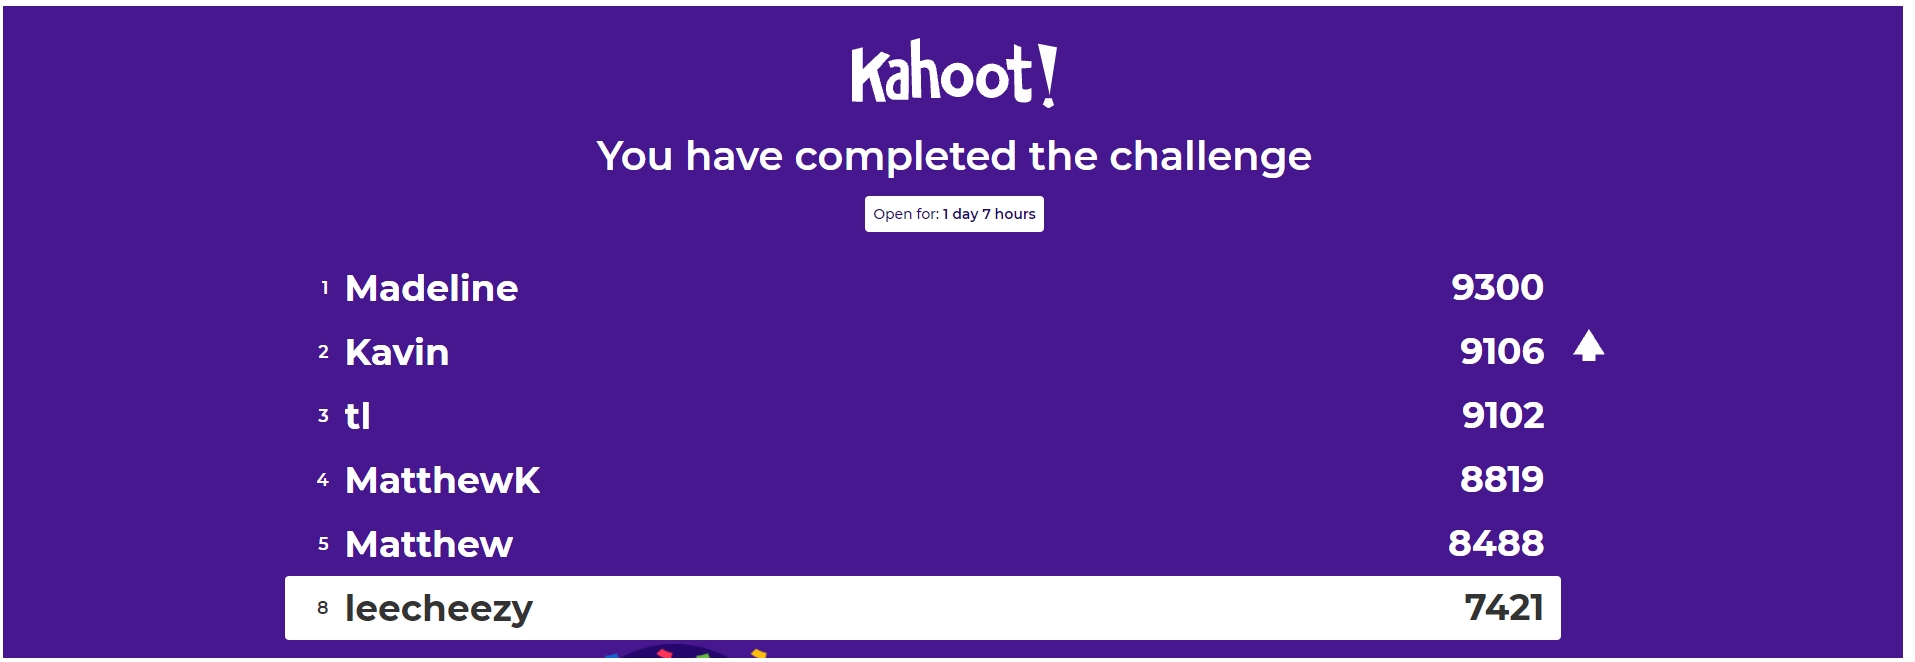 Kahoot!
You have completed the challenge
Open for: 1 day 7 hours
1 Madeline 9300
2 Kavin 9106
3 tl 9102
4 MatthewK 8819
5 Matthew 8488
8 leecheezy 7421